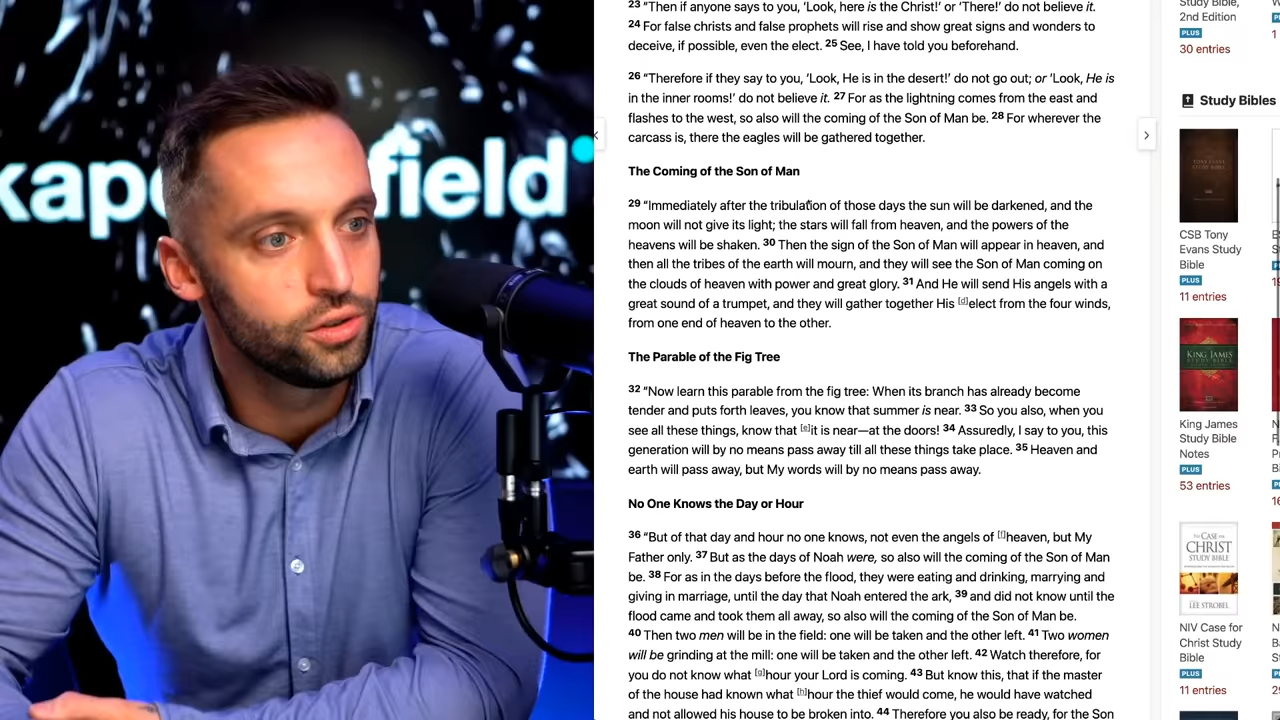 kap field
23 “Then if anyone says to you, ‘Look, here is the Christ!’ or ‘There!’ do not believe it.
24 For false christs and false prophets will rise and show great signs and wonders to
deceive, if possible, even the elect. 25 See, I have told you beforehand.
26 “Therefore if they say to you, ‘Look, He is in the desert!’ do not go out; or ‘Look, He is
in the inner rooms!’ do not believe it. 27 For as the lightning comes from the east and
flashes to the west, so also will the coming of the Son of Man be. 28 For wherever the
carcass is, there the eagles will be gathered together.
The Coming of the Son of Man
29 “Immediately after the tribulation of those days the sun will be darkened, and the
moon will not give its light; the stars will fall from heaven, and the powers of the
heavens will be shaken. 30 Then the sign of the Son of Man will appear in heaven, and
then all the tribes of the earth will mourn, and they will see the Son of Man coming on
the clouds of heaven with power and great glory. 31 And He will send His angels with a
great sound of a trumpet, and they will gather together His [d]elect from the four winds,
from one end of heaven to the other.
The Parable of the Fig Tree
32 “Now learn this parable from the fig tree: When its branch has already become
tender and puts forth leaves, you know that summer is near. 33 So you also, when you
see all these things, know that [e]it is near—at the doors! 34 Assuredly, I say to you, this
generation will by no means pass away till all these things take place. 35 Heaven and
earth will pass away, but My words will by no means pass away.
No One Knows the Day or Hour
36 “But of that day and hour no one knows, not even the angels of [f]heaven, but My
Father only. 37 But as the days of Noah were, so also will the coming of the Son of Man
be. 38 For as in the days before the flood, they were eating and drinking, marrying and
giving in marriage, until the day that Noah entered the ark, 39 and did not know until the
flood came and took them all away, so also will the coming of the Son of Man be.
40 Then two men will be in the field: one will be taken and the other left. 41 Two women
will be grinding at the mill: one will be taken and the other left. 42 Watch therefore, for
you do not know what [g]hour your Lord is coming. 43 But know this, that if the master
of the house had known what [h]hour the thief would come, he would have watched
and not allowed his house to be broken into. 44 Therefore you also be ready, for the Son
Study Bible,
2nd Edition
PLUS
30 entries
Study Bibles
TONY EVANS
STUDY BIBLE
CSB Tony
Evans Study
Bible
PLUS
11 entries
KING JAMES
STUDY BIBLE
King James
Study Bible
Notes
PLUS
53 entries
THE CASE FOR
CHRIST
STUDY BIBLE
LEE STROBEL
NIV Case for
Christ Study
Bible
PLUS
11 entries